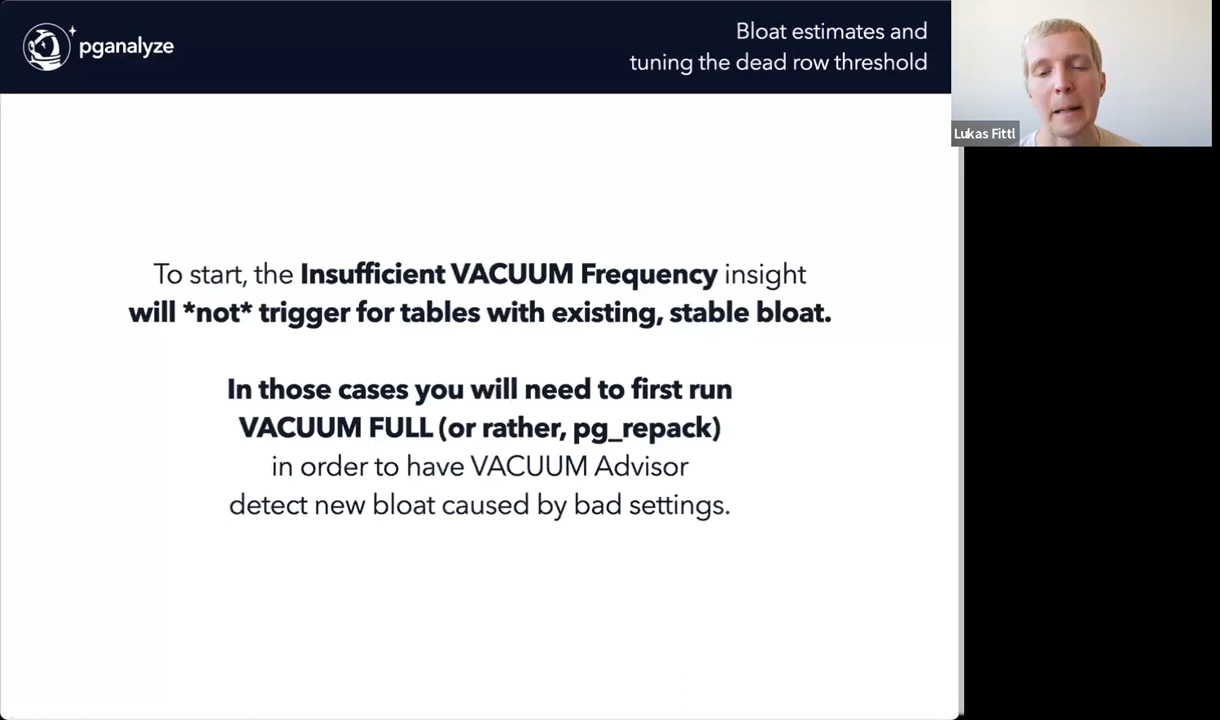 pganalyze
Bloat estimates and
tuning the dead row threshold
Lukas Fittl
To start, the Insufficient VACUUM Frequency insight
will *not* trigger for tables with existing, stable bloat.
In those cases you will need to first run
VACUUM FULL (or rather, pg_repack)
in order to have VACUUM Advisor
detect new bloat caused by bad settings.